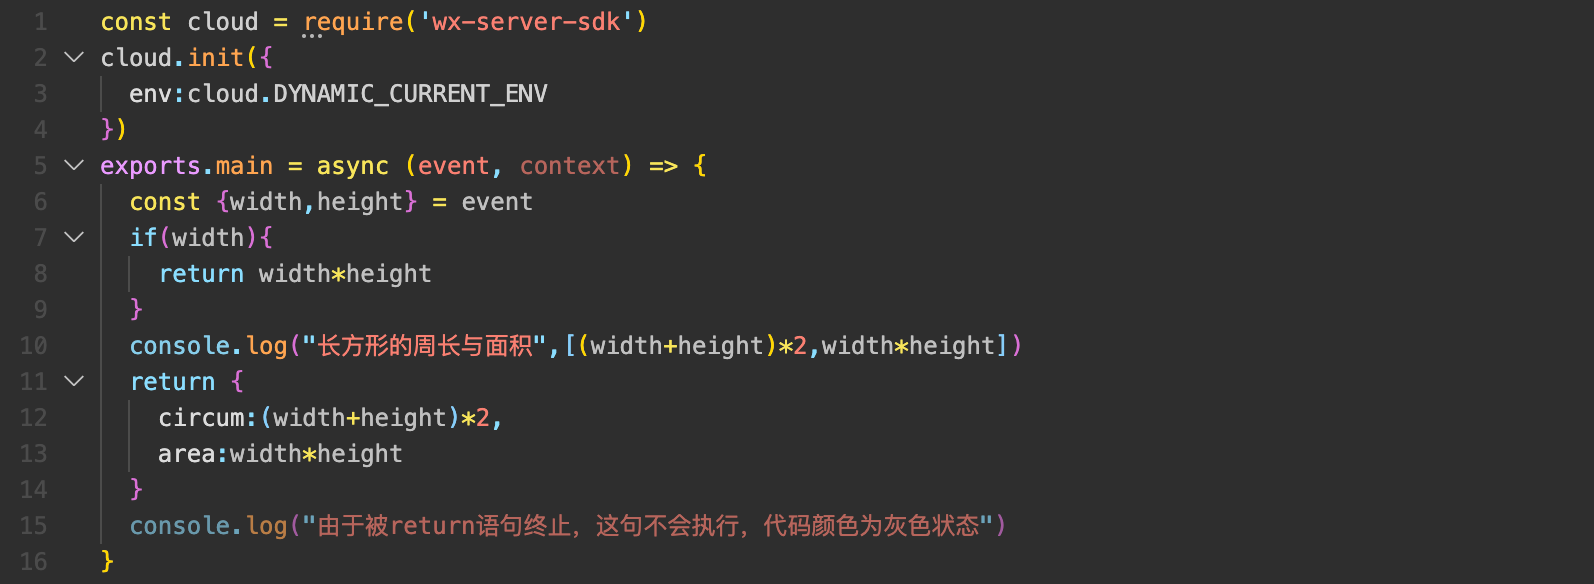 1 const cloud = require('wx-server-sdk')
2 cloud.init({
3   env:cloud.DYNAMIC_CURRENT_ENV
4 })
5 exports.main = async (event, context) => {
6   const {width,height} = event
7   if(width){
8     return width*height
9   }
10   console.log("长方形的周长与面积",[(width+height)*2,width*height])
11   return {
12     circum:(width+height)*2,
13     area:width*height
14   }
15   console.log("由于被return语句终止，这句不会执行，代码颜色为灰色状态")
16 }